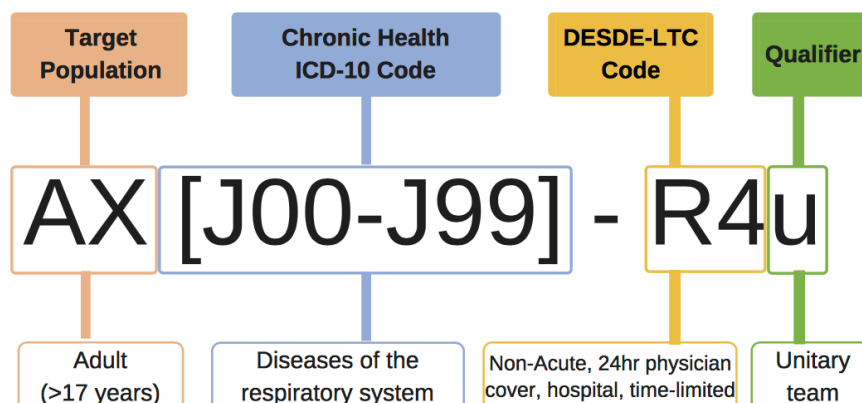 Target
Population
Chronic Health
ICD-10 Code
DESDE-LTC
Code
Qualifier
AX [J00-J99] - R4u
Adult
(>17 years)
Diseases of the
respiratory system
Non-Acute, 24hr physician
cover, hospital, time-limited
Unitary
team